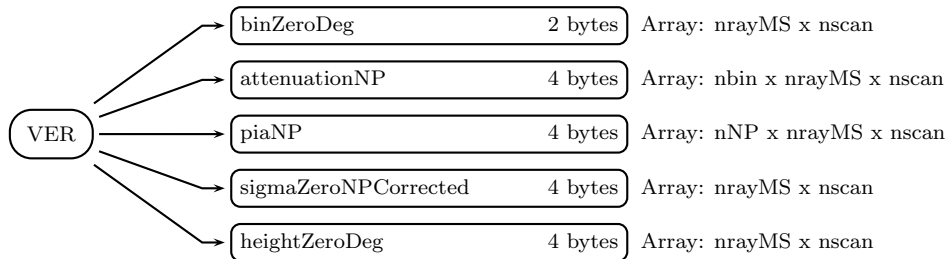 binZeroDeg 2 bytes Array: nrayMS x nscan
attenuationNP 4 bytes Array: nbin x nrayMS x nscan
VER piaNP 4 bytes Array: nNP x nrayMS x nscan
sigmaZeroNPCorrected 4 bytes Array: nrayMS x nscan
heightZeroDeg 4 bytes Array: nrayMS x nscan